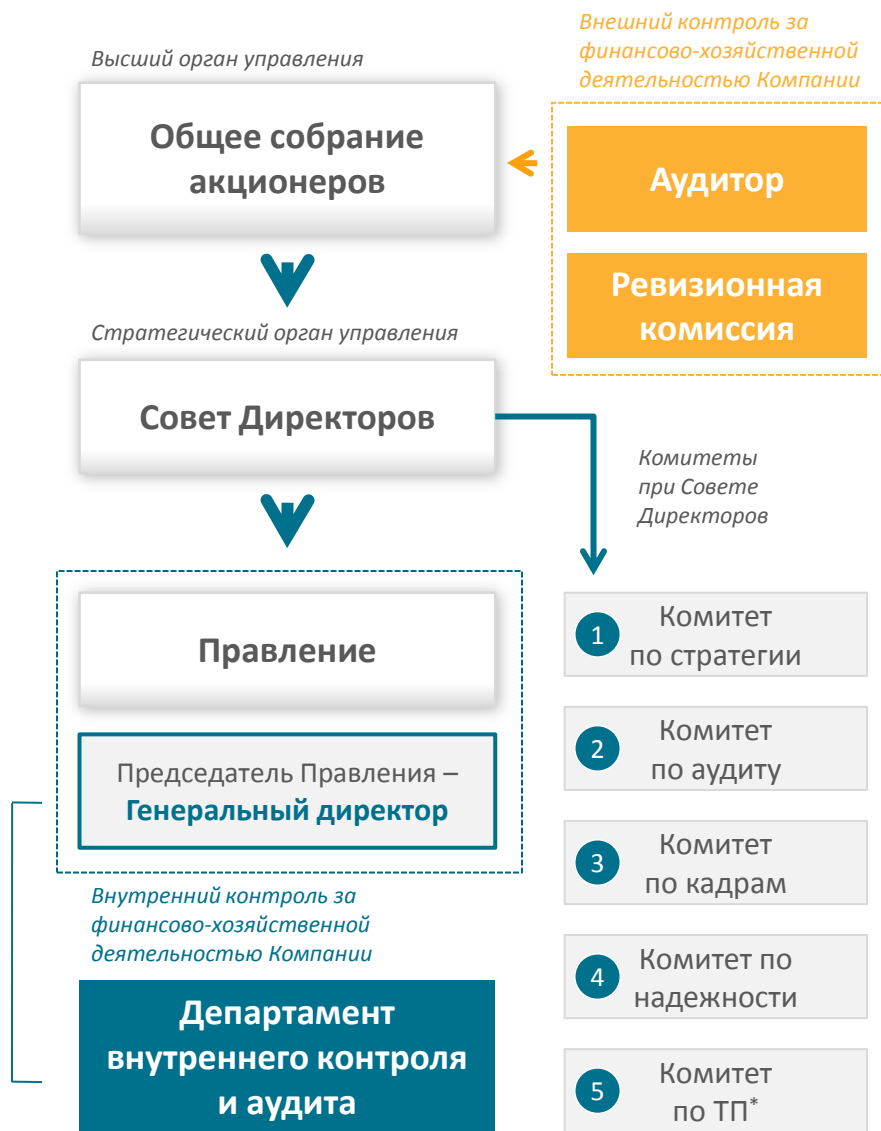 Высший орган управления
Общее собрание
акционеров
Внешний контроль за
финансово-хозяйственной
деятельностью Компании
Аудитор
Ревизионная
комиссия
Стратегический орган управления
Совет Директоров
Комитеты
при Совете
Директоров
Правление
Председатель Правления –
Генеральный директор
Внутренний контроль за
финансово-хозяйственной
деятельностью Компании
Департамент
внутреннего контроля
и аудита
1
Комитет
по стратегии
2
Комитет
по аудиту
3
Комитет
по кадрам
4
Комитет по
надежности
5
Комитет
по ТП*